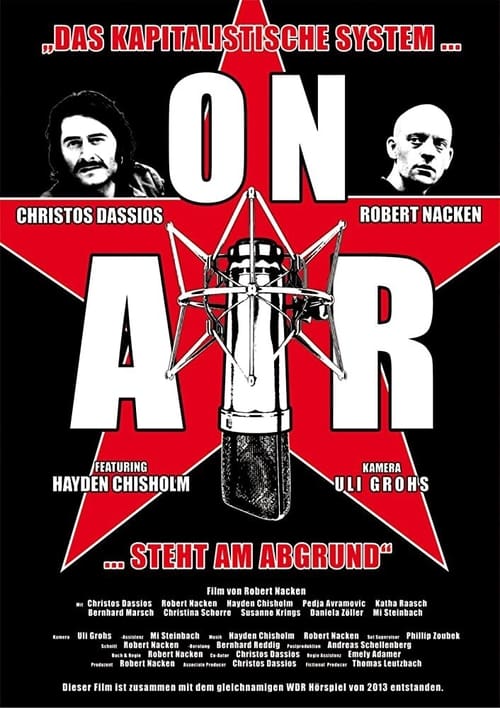 „DAS KAPITALISTISCHE SYSTEM ...
ON
CHRISTOS DASSIOS
ROBERT NACKEN
A R
FEATURING
HAYDEN CHISHOLM
KAMERA
ULI GROHS
... STEHT AM ABGRUND“
Film von Robert Nacken
Mit Christos Dassios Robert Nacken Hayden Chisholm Pedja Avramovic Katha Raasch
Bernhard Marsch Christina Schorre Susanne Krings Daniela Zöller Mi Steinbach
Kamera Uli Grohs -Assistenz Mi Steinbach Musik Hayden Chisholm Robert Nacken Set Supervisor Phillip Zoubek
Schnitt Robert Nacken -Beratung Bernhard Reddig Postproduktion Andreas Schellenberg
Buch & Regie Robert Nacken Co-Autor Christos Dassios Regie Assistenz Emely Adamer
Produzent Robert Nacken Associate Producer Christos Dassios Fictional Producer Thomas Leutzbach
Dieser Film ist zusammen mit dem gleichnamigen WDR Hörspiel von 2013 entstanden.